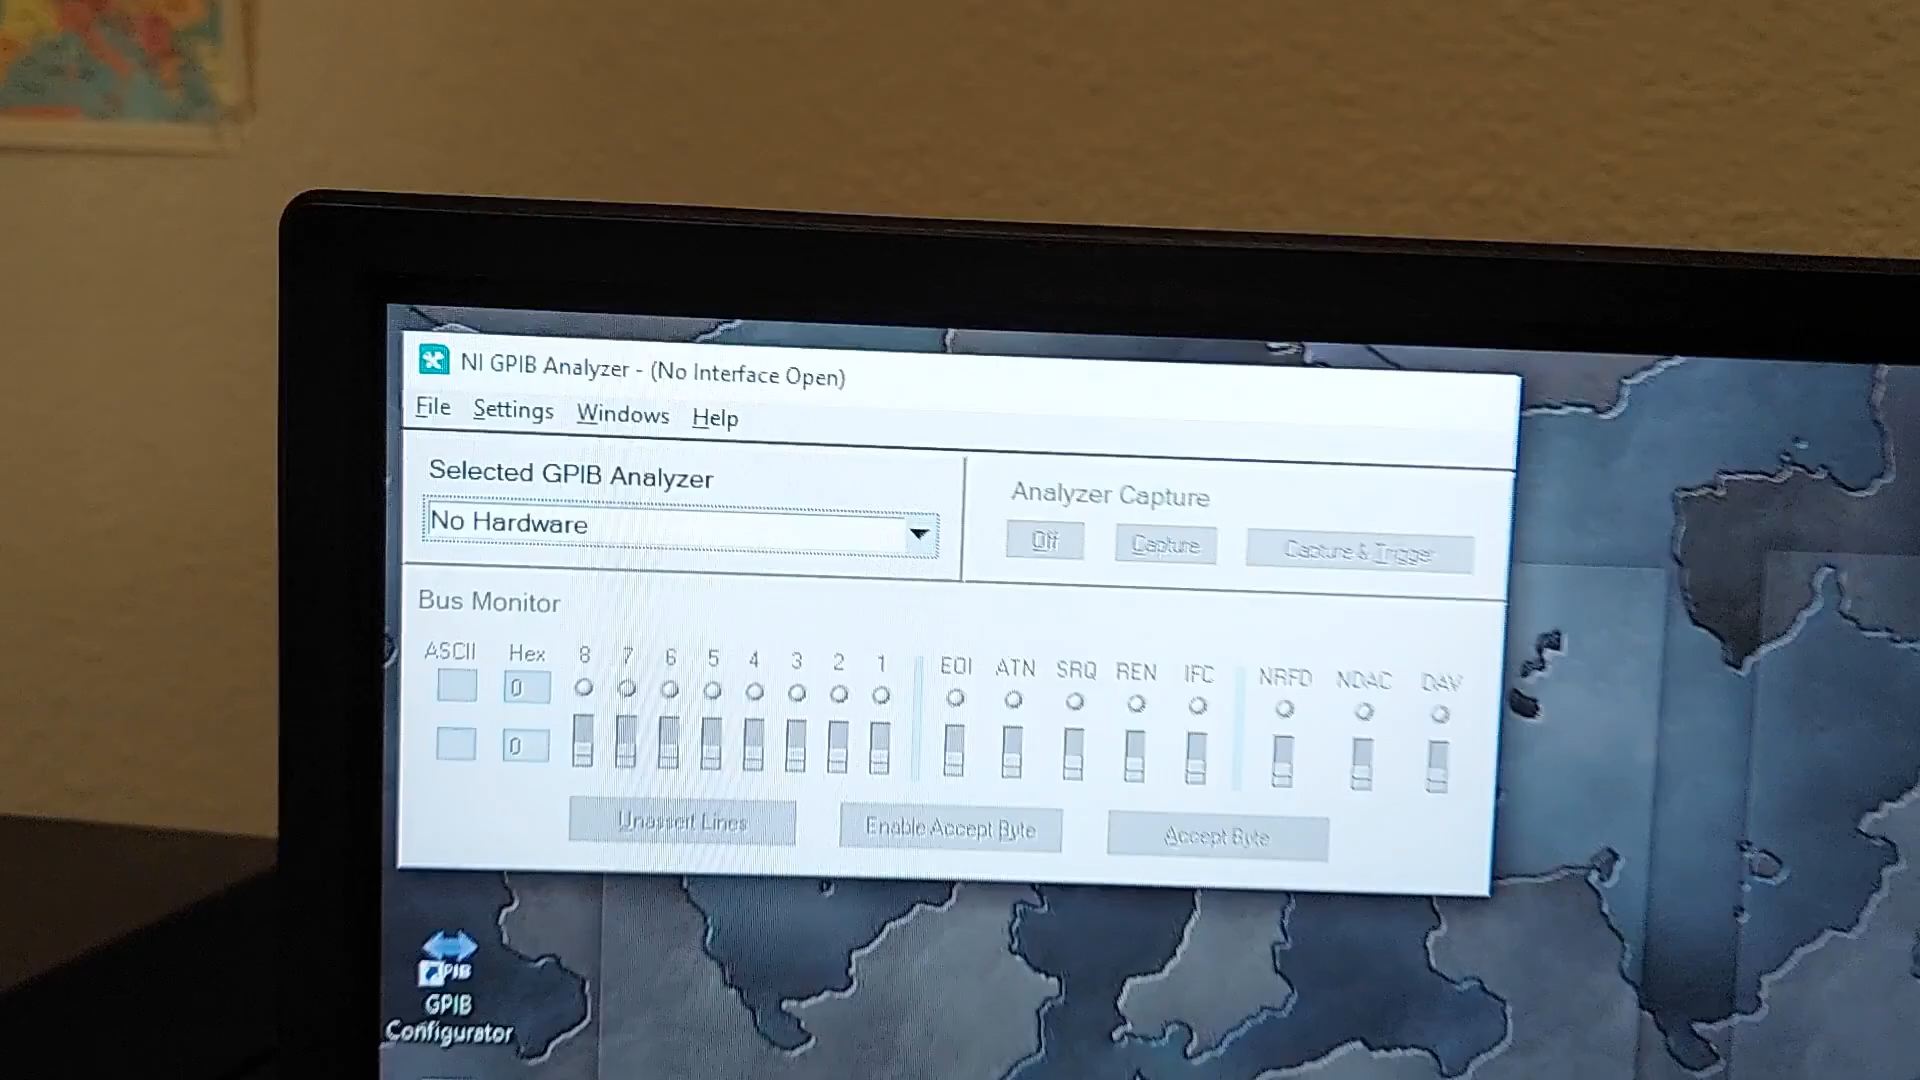 NI GPIB Analyzer - (No Interface Open)
File Settings Windows Help
Selected GPIB Analyzer
No Hardware
Analyzer Capture
Off Capture Capture & Trigger
Bus Monitor
ASCII Hex 8 7 6 5 4 3 2 1 EOI ATN SRQ REN IFC NRFD NDAC DAV
0
0
Unassert Lines Enable Accept Byte Accept Byte
PIB
GPIB
Configurator